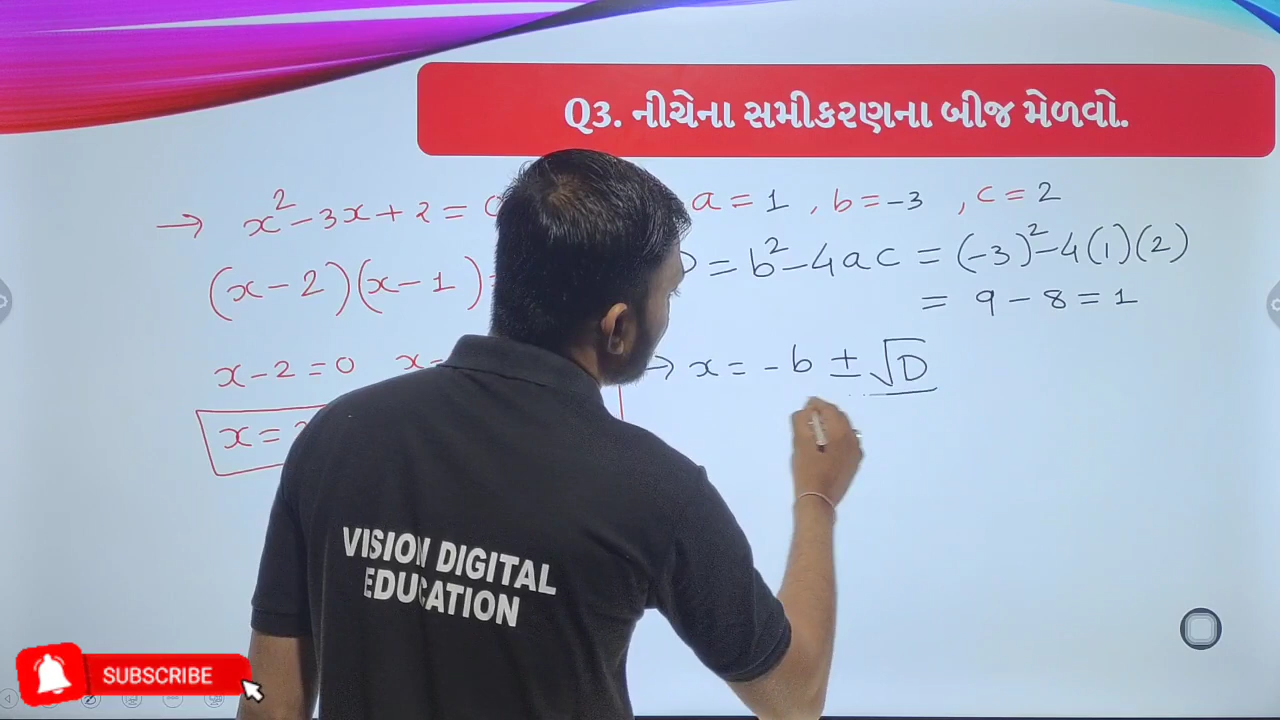 Q3. નીચેના સમીકરણના બીજ મેળવો.
→ x² - 3x + 2 =
(x - 2)(x - 1)
x - 2 = 0 x =
x =
a = 1 , b = -3 , c = 2
= b² - 4ac = (-3)² - 4(1)(2)
= 9 - 8 = 1
→ x = -b ± √D
VISION DIGITAL
EDUCATION
SUBSCRIBE